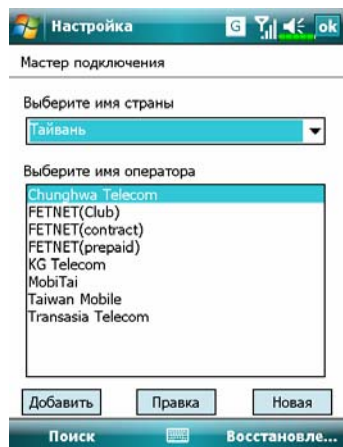 Настройка G ok
Мастер подключения
Выберите имя страны
Тайвань
Выберите имя оператора
Chunghwa Telecom
FETNET(Club)
FETNET(contract)
FETNET(prepaid)
KG Telecom
MobiTai
Taiwan Mobile
Transasia Telecom
Добавить Правка Новая
Поиск Восстановле...